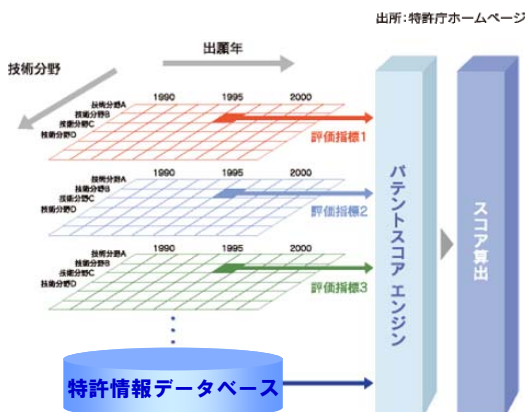 出所:特許庁ホームページ
出願年
技術分野
1990 1995 2000
技術分野A
技術分野B
技術分野C
技術分野D
評価指標1
1990 1995 2000
技術分野A
技術分野B
技術分野C
技術分野D
評価指標2
1990 1995 2000
技術分野A
技術分野B
技術分野C
技術分野D
評価指標3
特許情報データベース
パテントスコア エンジン
スコア算出